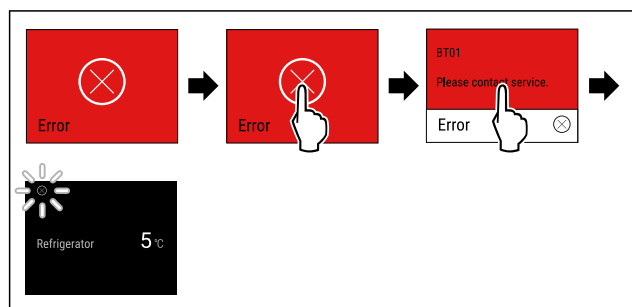 Error
Error
BT01
Please contact service.
Error
Refrigerator 5 °C